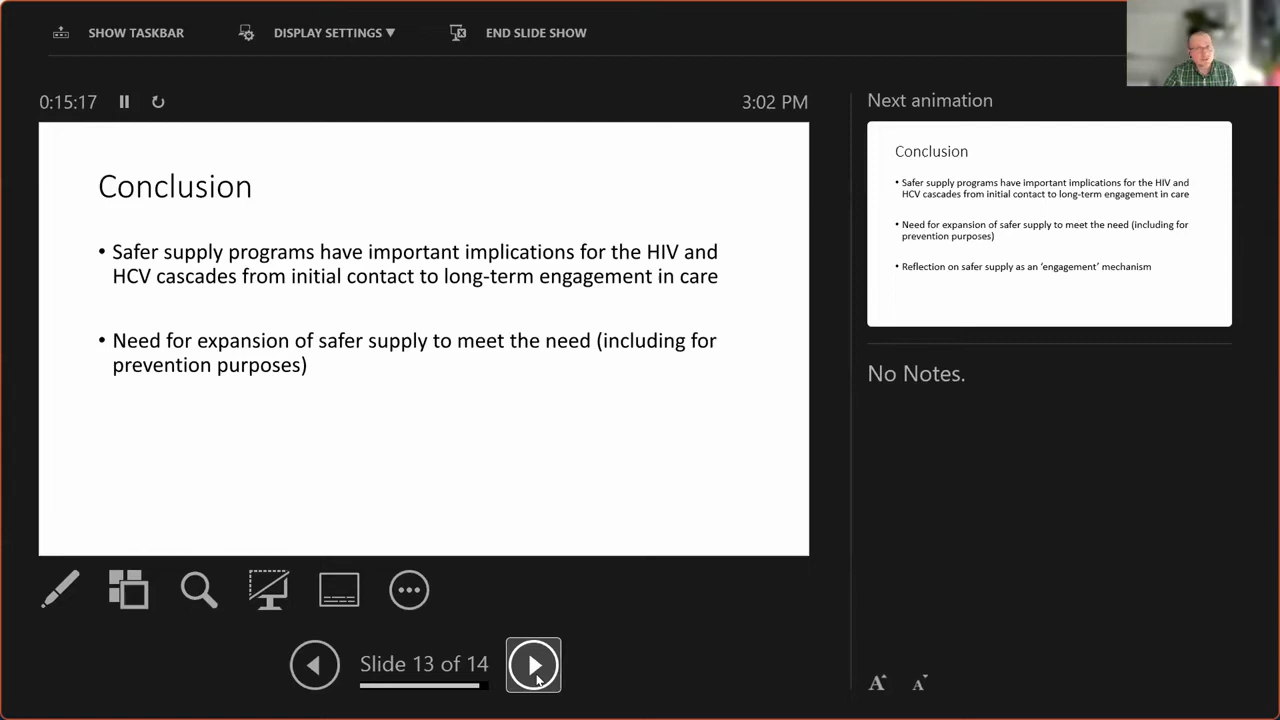 SHOW TASKBAR
DISPLAY SETTINGS ▼
END SLIDE SHOW
0:15:17
3:02 PM
Conclusion
• Safer supply programs have important implications for the HIV and
HCV cascades from initial contact to long-term engagement in care
• Need for expansion of safer supply to meet the need (including for
prevention purposes)
Slide 13 of 14
Next animation
Conclusion
• Safer supply programs have important implications for the HIV and
HCV cascades from initial contact to long-term engagement in care
• Need for expansion of safer supply to meet the need (including for
prevention purposes)
• Reflection on safer supply as an ‘engagement’ mechanism
No Notes.
A A